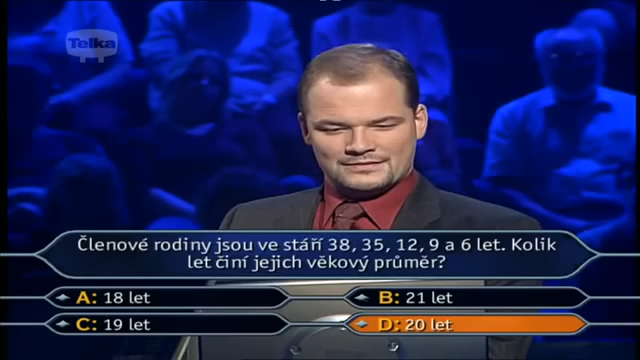 Telka
Členové rodiny jsou ve stáří 38, 35, 12, 9 a 6 let. Kolik
let činí jejich věkový průměr?
A: 18 let
B: 21 let
C: 19 let
D: 20 let